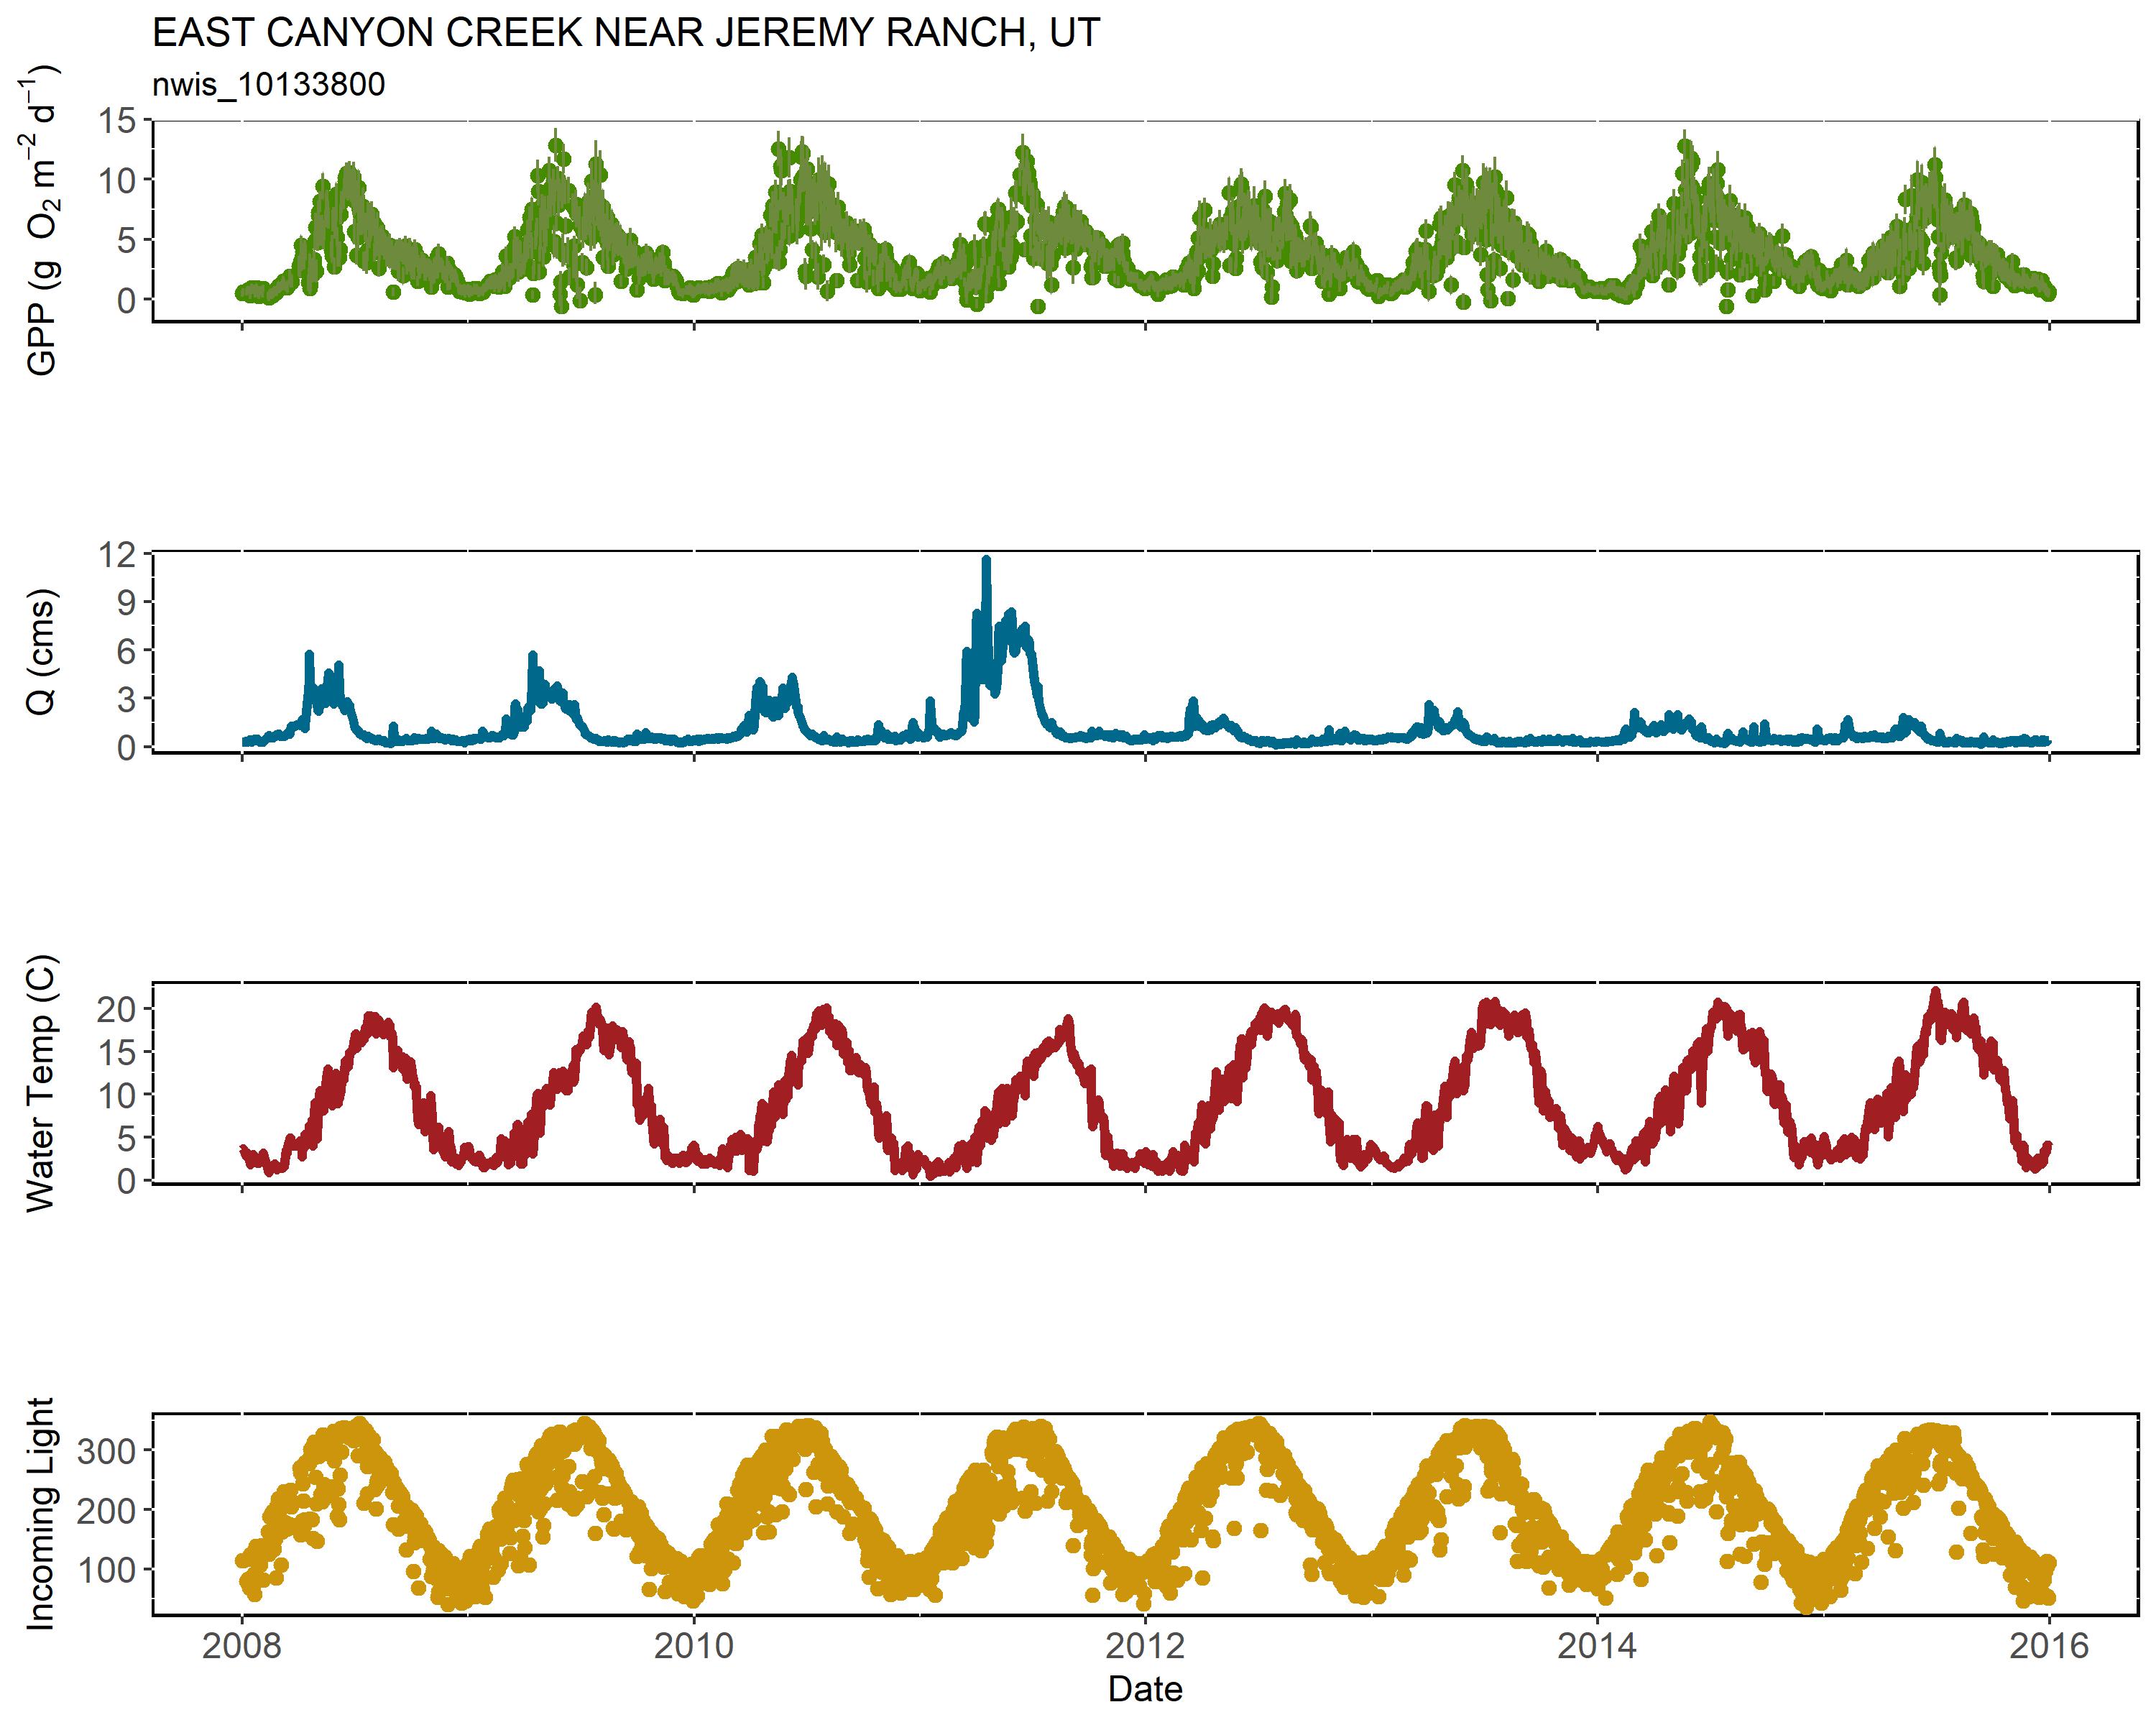 EAST CANYON CREEK NEAR JEREMY RANCH, UT
nwis_10133800
GPP (g O₂ m⁻² d⁻¹)
15
10
5
0
Q (cms)
12
9
6
3
0
Water Temp (C)
20
15
10
5
0
Incoming Light
300
200
100
2008 2010 2012 2014 2016
Date